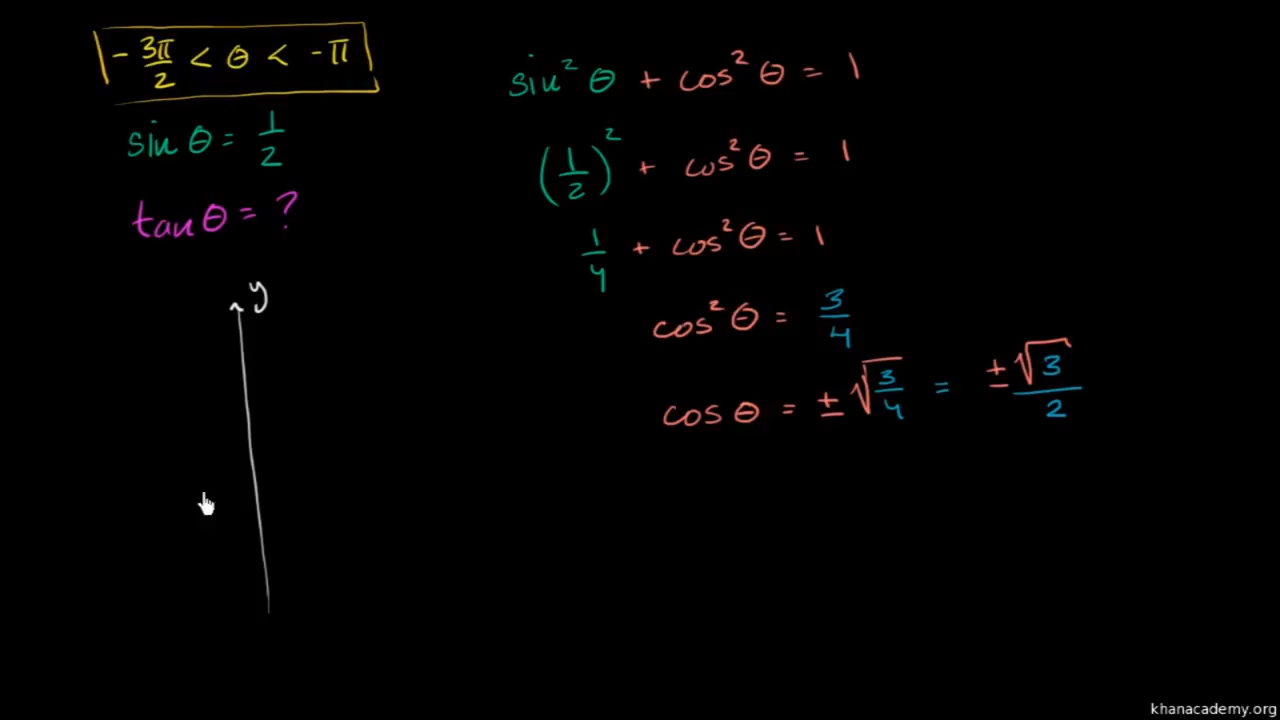 - 3π/2 < θ < -π
sin θ = 1/2
tan θ = ?
y
sin² θ + cos² θ = 1
(1/2)² + cos² θ = 1
1/4 + cos² θ = 1
cos² θ = 3/4
cos θ = ± √(3/4) = ±√3/2
khanacademy.org